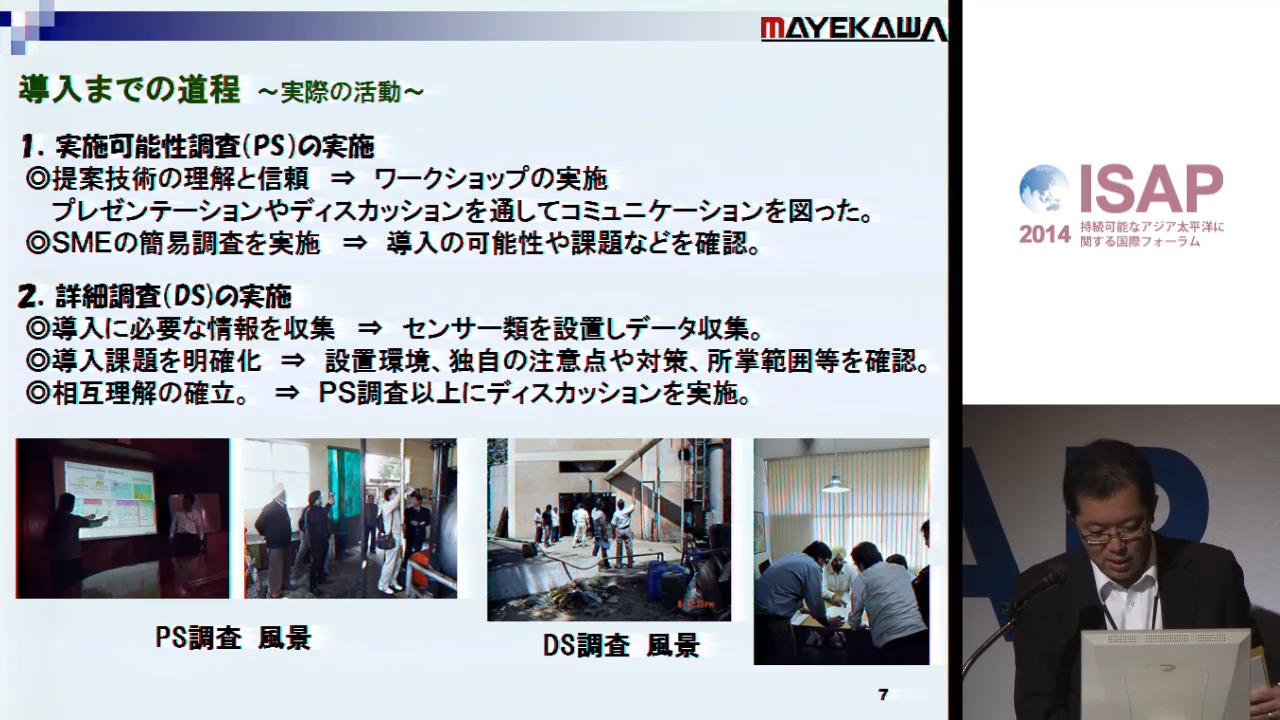 MAYEKAWA
導入までの道程 ～実際の活動～
1. 実施可能性調査(PS)の実施
◎提案技術の理解と信頼 ⇒ ワークショップの実施
プレゼンテーションやディスカッションを通してコミュニケーションを図った。
◎SMEの簡易調査を実施 ⇒ 導入の可能性や課題などを確認。
2. 詳細調査(DS)の実施
◎導入に必要な情報を収集 ⇒ センサー類を設置しデータ収集。
◎導入課題を明確化 ⇒ 設置環境、独自の注意点や対策、所掌範囲等を確認。
◎相互理解の確立。 ⇒ PS調査以上にディスカッションを実施。
PS調査 風景
DS調査 風景
7
ISAP
2014 持続可能なアジア太平洋に
関する国際フォーラム
AP